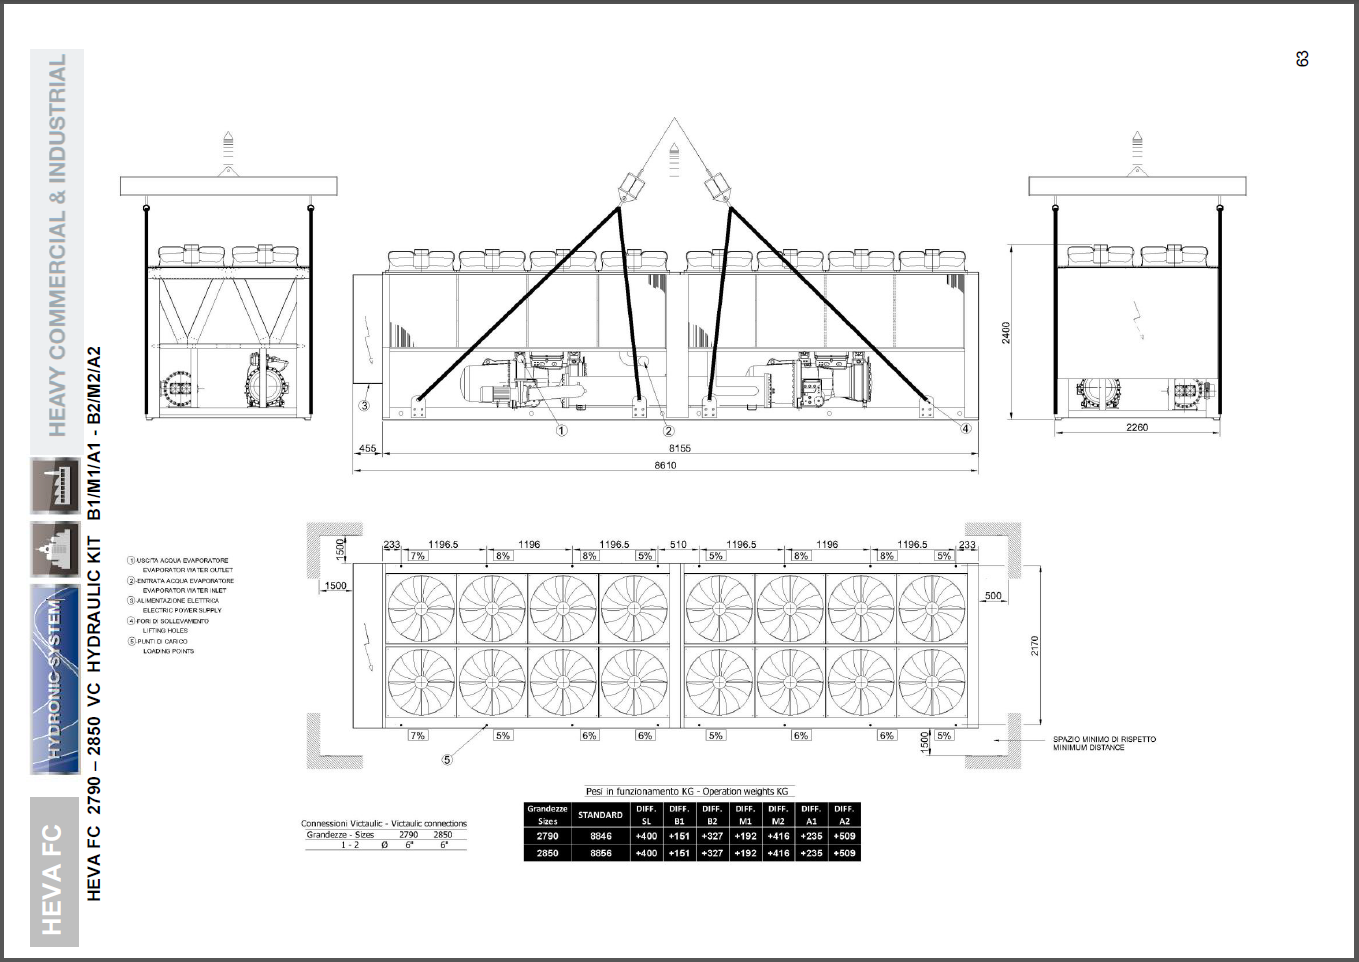 63
HEAVY COMMERCIAL & INDUSTRIAL
HYDRONIC SYSTEM
HEVA FC
HEVA FC 2790 – 2850 VC HYDRAULIC KIT B1/M1/A1 - B2/M2/A2
3
1
2
4
455
8155
8610
2400
2260
1 -USCITA ACQUA EVAPORATORE
EVAPORATOR WATER OUTLET
2 -ENTRATA ACQUA EVAPORATORE
EVAPORATOR WATER INLET
3 -ALIMENTAZIONE ELETTRICA
ELECTRIC POWER SUPPLY
4 -FORI DI SOLLEVAMENTO
LIFTING HOLES
5 -PUNTI DI CARICO
LOADING POINTS
1500
233 1196.5 1196 1196.5 510 1196.5 1196 1196.5 233
7% 8% 8% 5% 5% 8% 8% 5%
1500
500
2170
7% 5% 6% 6% 5% 6% 6% 5%
1500
5
SPAZIO MINIMO DI RISPETTO
MINIMUM DISTANCE
Connessioni Victaulic - Victaulic connections
Grandezze - Sizes 2790 2850
1 - 2 Ø 6" 6"
Pesi in funzionamento KG - Operation weights KG
Grandezze Sizes STANDARD DIFF. SL DIFF. B1 DIFF. B2 DIFF. M1 DIFF. M2 DIFF. A1 DIFF. A2
2790 8846 +400 +151 +327 +192 +416 +235 +509
2850 8856 +400 +151 +327 +192 +416 +235 +509